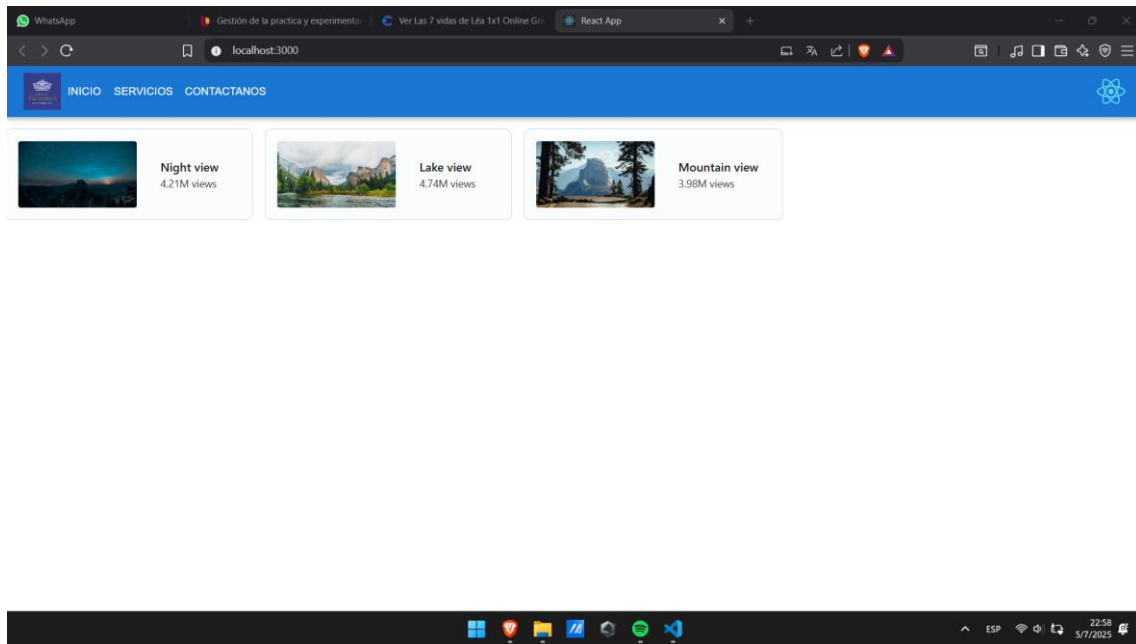 WhatsApp
Gestión de la practica y experimenta
Ver Las 7 vidas de Léa 1x1 Online Gr
React App
localhost:3000
INICIO SERVICIOS CONTACTANOS
Night view
4.21M views
Lake view
4.74M views
Mountain view
3.98M views
ESP
22:58
5/7/2025